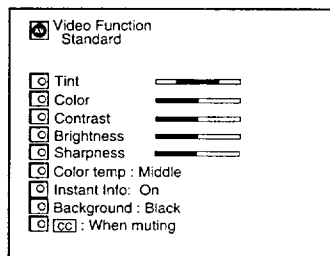 Video Function
Standard
Tint
Color
Contrast
Brightness
Sharpness
Color temp : Middle
Instant Info: On
Background : Black
CC : When muting